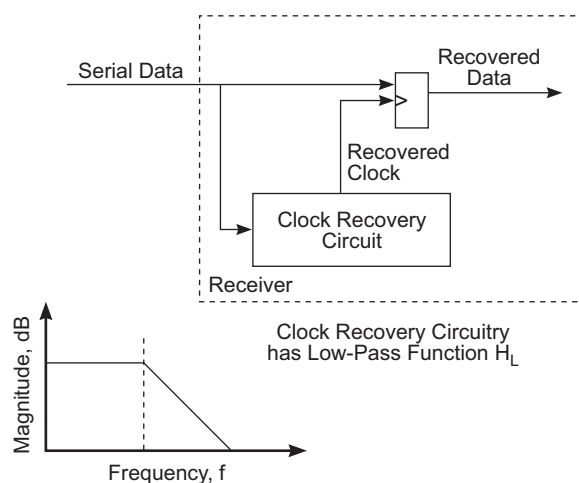 Serial Data
Recovered
Data
Recovered
Clock
Clock Recovery
Circuit
Receiver
Clock Recovery Circuitry
has Low-Pass Function HL
Magnitude, dB
Frequency, f